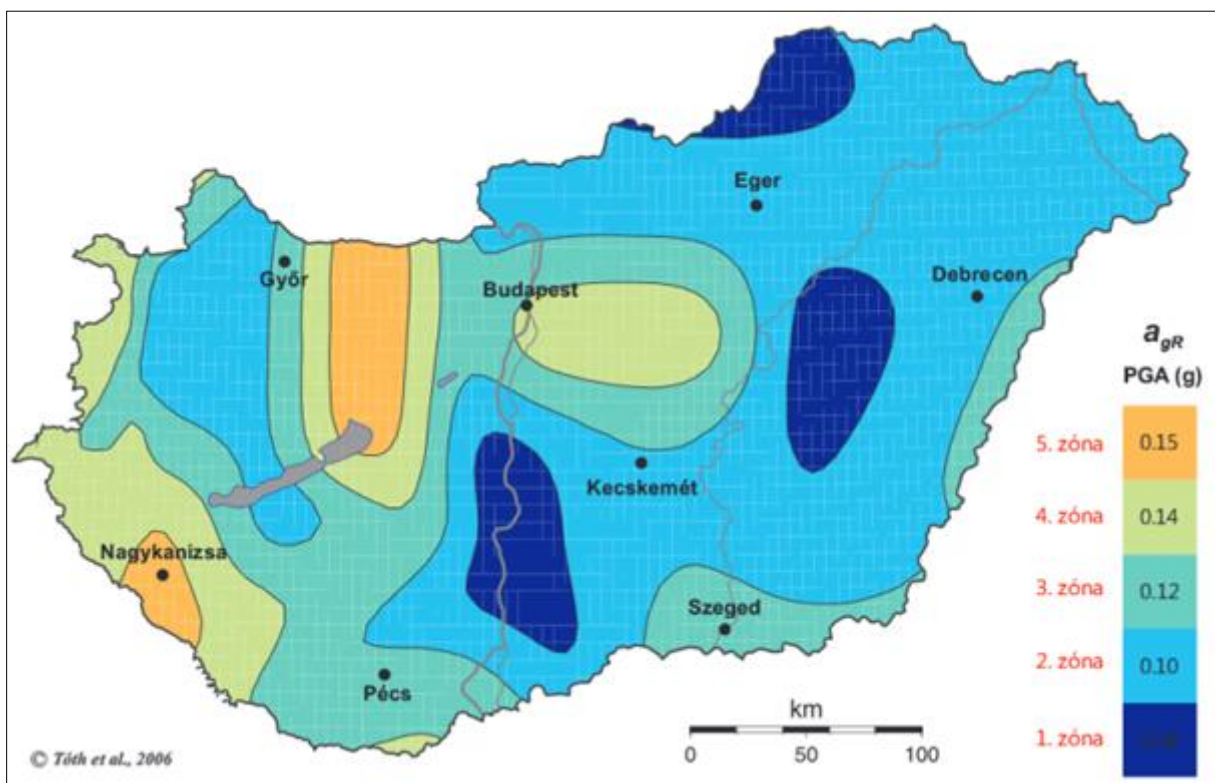 Eger
Győr
Budapest
Debrecen
Kecskemét
Nagykanizsa
Szeged
Pécs
a_gR
PGA (g)
5. zóna 0.15
4. zóna 0.14
3. zóna 0.12
2. zóna 0.10
1. zóna
km
0 100
© Tóth et al., 2006